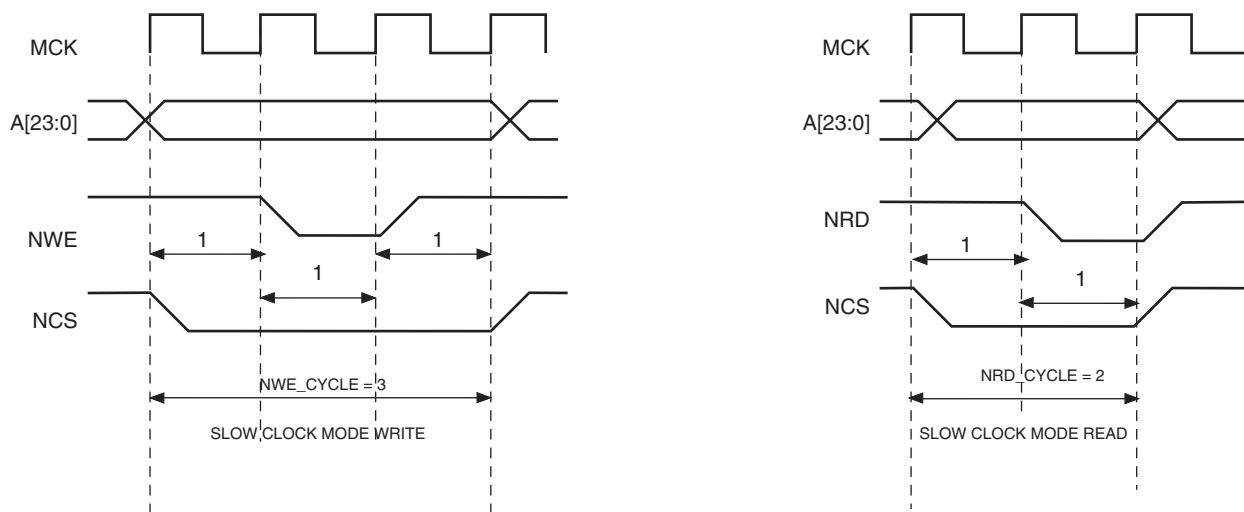 MCK
A[23:0]
NWE
1
1
1
NCS
NWE_CYCLE = 3
SLOW CLOCK MODE WRITE
MCK
A[23:0]
NRD
1
1
NCS
NRD_CYCLE = 2
SLOW CLOCK MODE READ